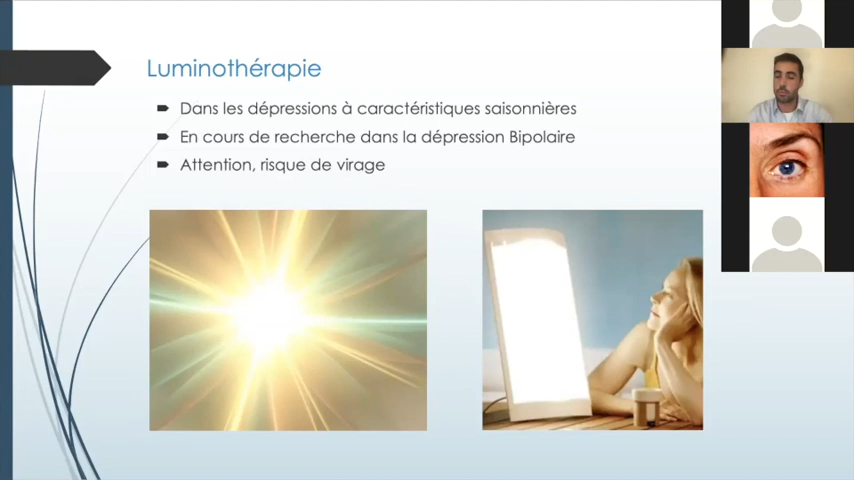 Luminothérapie
Dans les dépressions à caractéristiques saisonnières
En cours de recherche dans la dépression Bipolaire
Attention, risque de virage